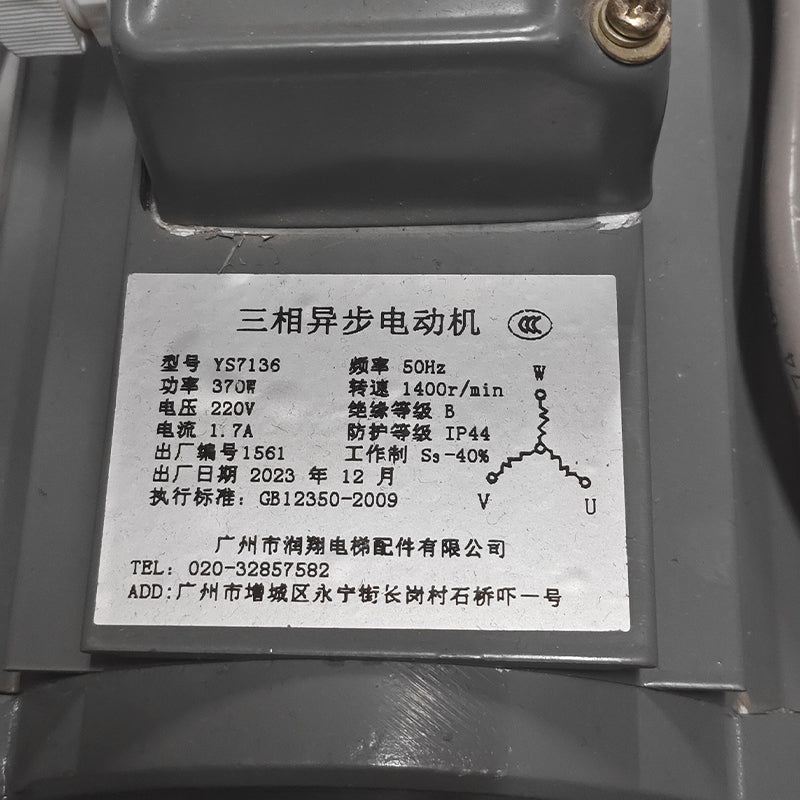 三相异步电动机 CCC
型号 YS7136 频率 50Hz
功率 370W 转速 1400r/min
电压 220V 绝缘等级 B
电流 1.7A 防护等级 IP44
出厂编号1561 工作制 S3-40%
出厂日期 2023 年 12 月
执行标准: GB12350-2009
W
V
U
广州市润翔电梯配件有限公司
TEL: 020-32857582
ADD:广州市增城区永宁街长岗村石桥吓一号